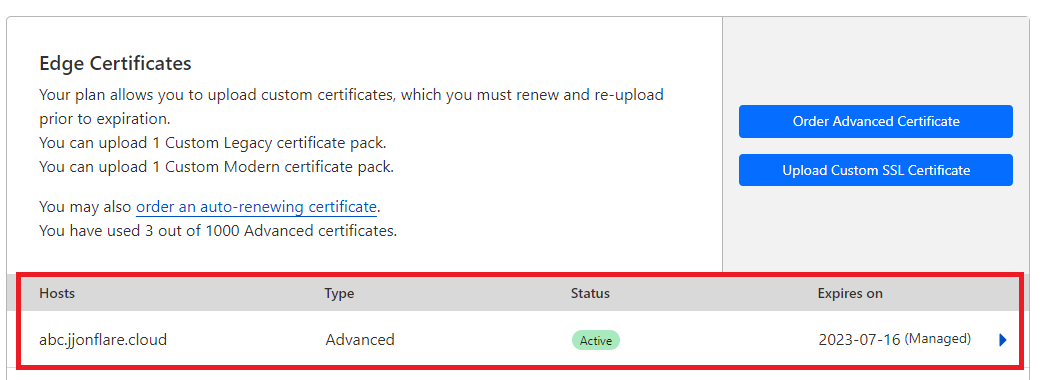 Edge Certificates
Your plan allows you to upload custom certificates, which you must renew and re-upload
prior to expiration.
You can upload 1 Custom Legacy certificate pack.
You can upload 1 Custom Modern certificate pack.
You may also order an auto-renewing certificate.
You have used 3 out of 1000 Advanced certificates.
Order Advanced Certificate
Upload Custom SSL Certificate
Hosts Type Status Expires on
abc.jjonflare.cloud Advanced Active 2023-07-16 (Managed)